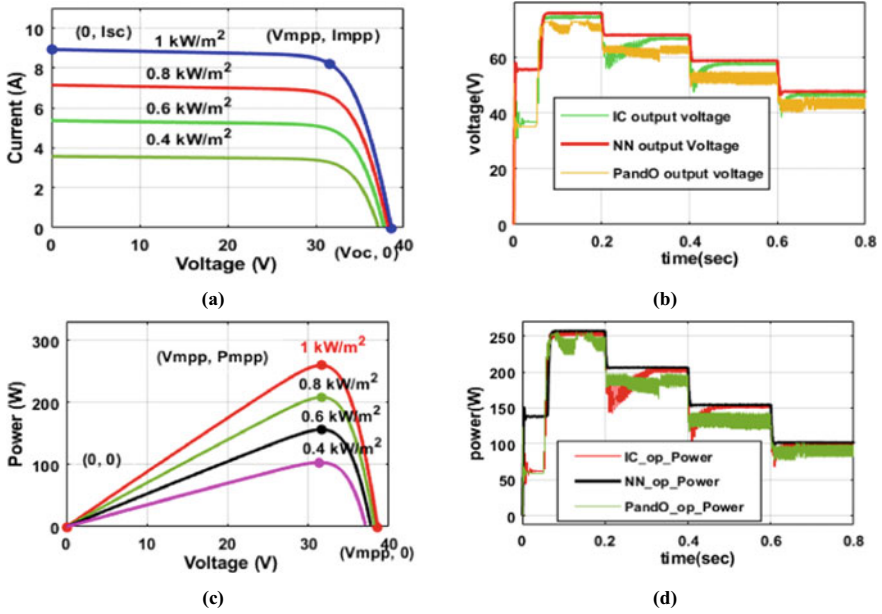 (0, Isc)
1 kW/m²
(Vmpp, Impp)
0.8 kW/m²
0.6 kW/m²
0.4 kW/m²
10
8
6
4
2
0
Current (A)
0 10 20 30 40
(Voc, 0)
Voltage (V)
(a)
80
60
40
20
0
voltage(V)
IC output voltage
NN output Voltage
PandO output voltage
0 0.2 0.4 0.6 0.8
time(sec)
(b)
300
200
100
0
Power (W)
(Vmpp, Pmpp)
1 kW/m²
0.8 kW/m²
0.6 kW/m²
0.4 kW/m²
(0, 0)
0 10 20 30 40
(Vmpp, 0)
Voltage (V)
(c)
250
200
150
100
50
0
power(W)
IC_op_Power
NN_op_Power
PandO_op_Power
0 0.2 0.4 0.6 0.8
time(sec)
(d)